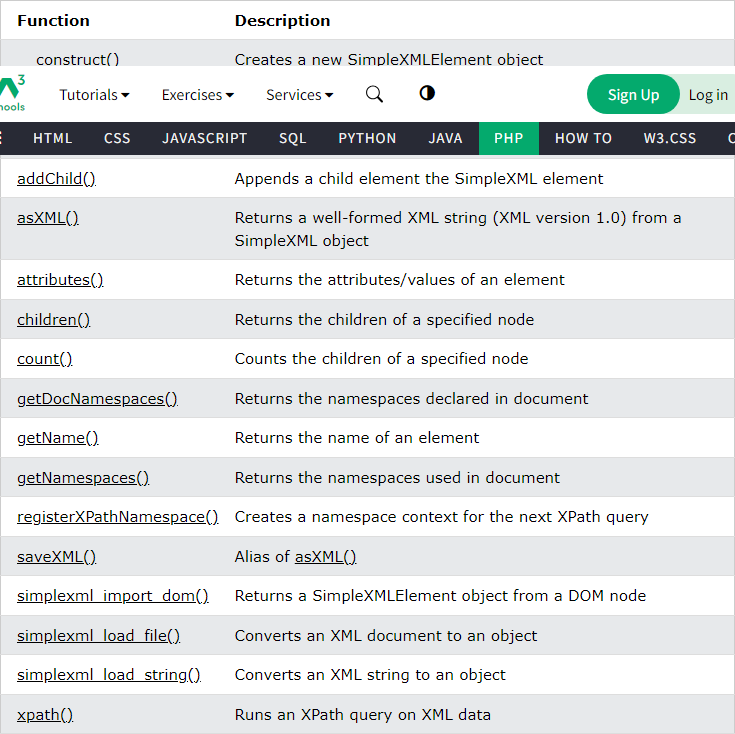 Function Description
construct() Creates a new SimpleXMLElement object
3
Tutorials Exercises Services Sign Up Log in
HTML CSS JAVASCRIPT SQL PYTHON JAVA PHP HOW TO W3.CSS
addChild() Appends a child element the SimpleXML element
asXML() Returns a well-formed XML string (XML version 1.0) from a
SimpleXML object
attributes() Returns the attributes/values of an element
children() Returns the children of a specified node
count() Counts the children of a specified node
getDocNamespaces() Returns the namespaces declared in document
getName() Returns the name of an element
getNamespaces() Returns the namespaces used in document
registerXPathNamespace() Creates a namespace context for the next XPath query
saveXML() Alias of asXML()
simplexml_import_dom() Returns a SimpleXMLElement object from a DOM node
simplexml_load_file() Converts an XML document to an object
simplexml_load_string() Converts an XML string to an object
xpath() Runs an XPath query on XML data